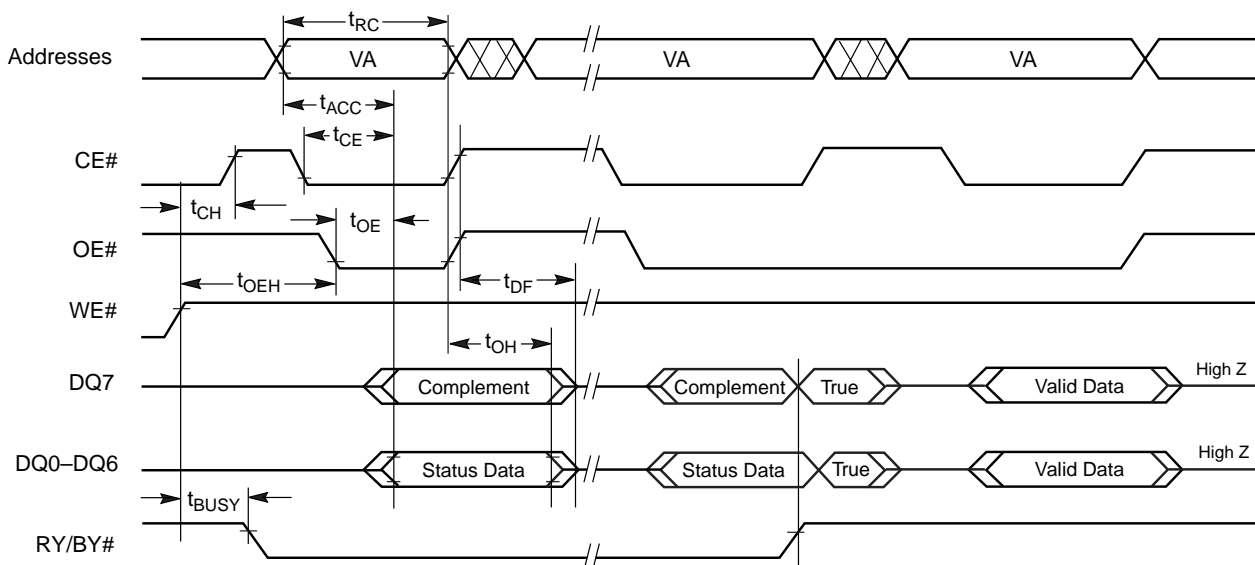 tRC
Addresses VA VA VA
tACC
tCE
CE#
tCH tOE
OE#
tOEH tDF
WE#
tOH
DQ7 Complement Complement True Valid Data High Z
DQ0–DQ6 Status Data Status Data True Valid Data High Z
tBUSY
RY/BY#